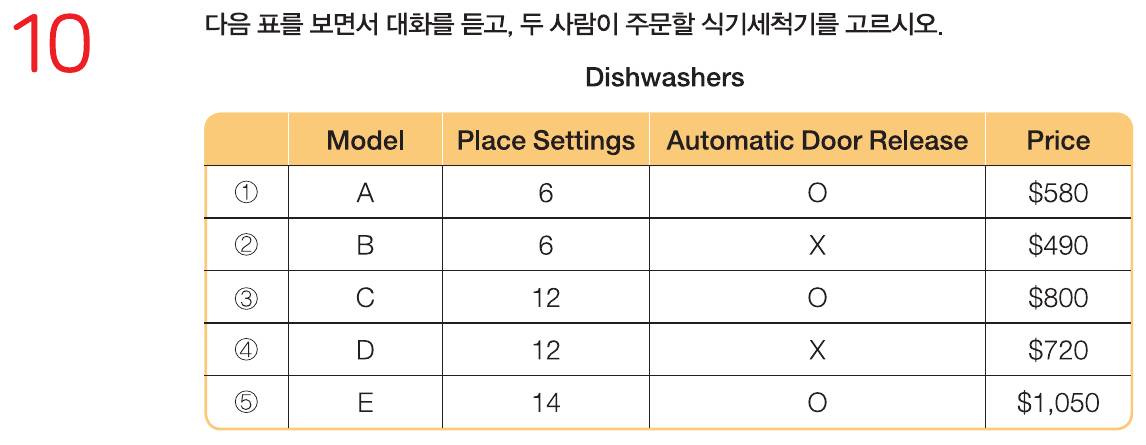 10
다음 표를 보면서 대화를 듣고, 두 사람이 주문할 식기세척기를 고르시오.
Dishwashers
Model Place Settings Automatic Door Release Price
① A 6 O $580
② B 6 X $490
③ C 12 O $800
④ D 12 X $720
⑤ E 14 O $1,050